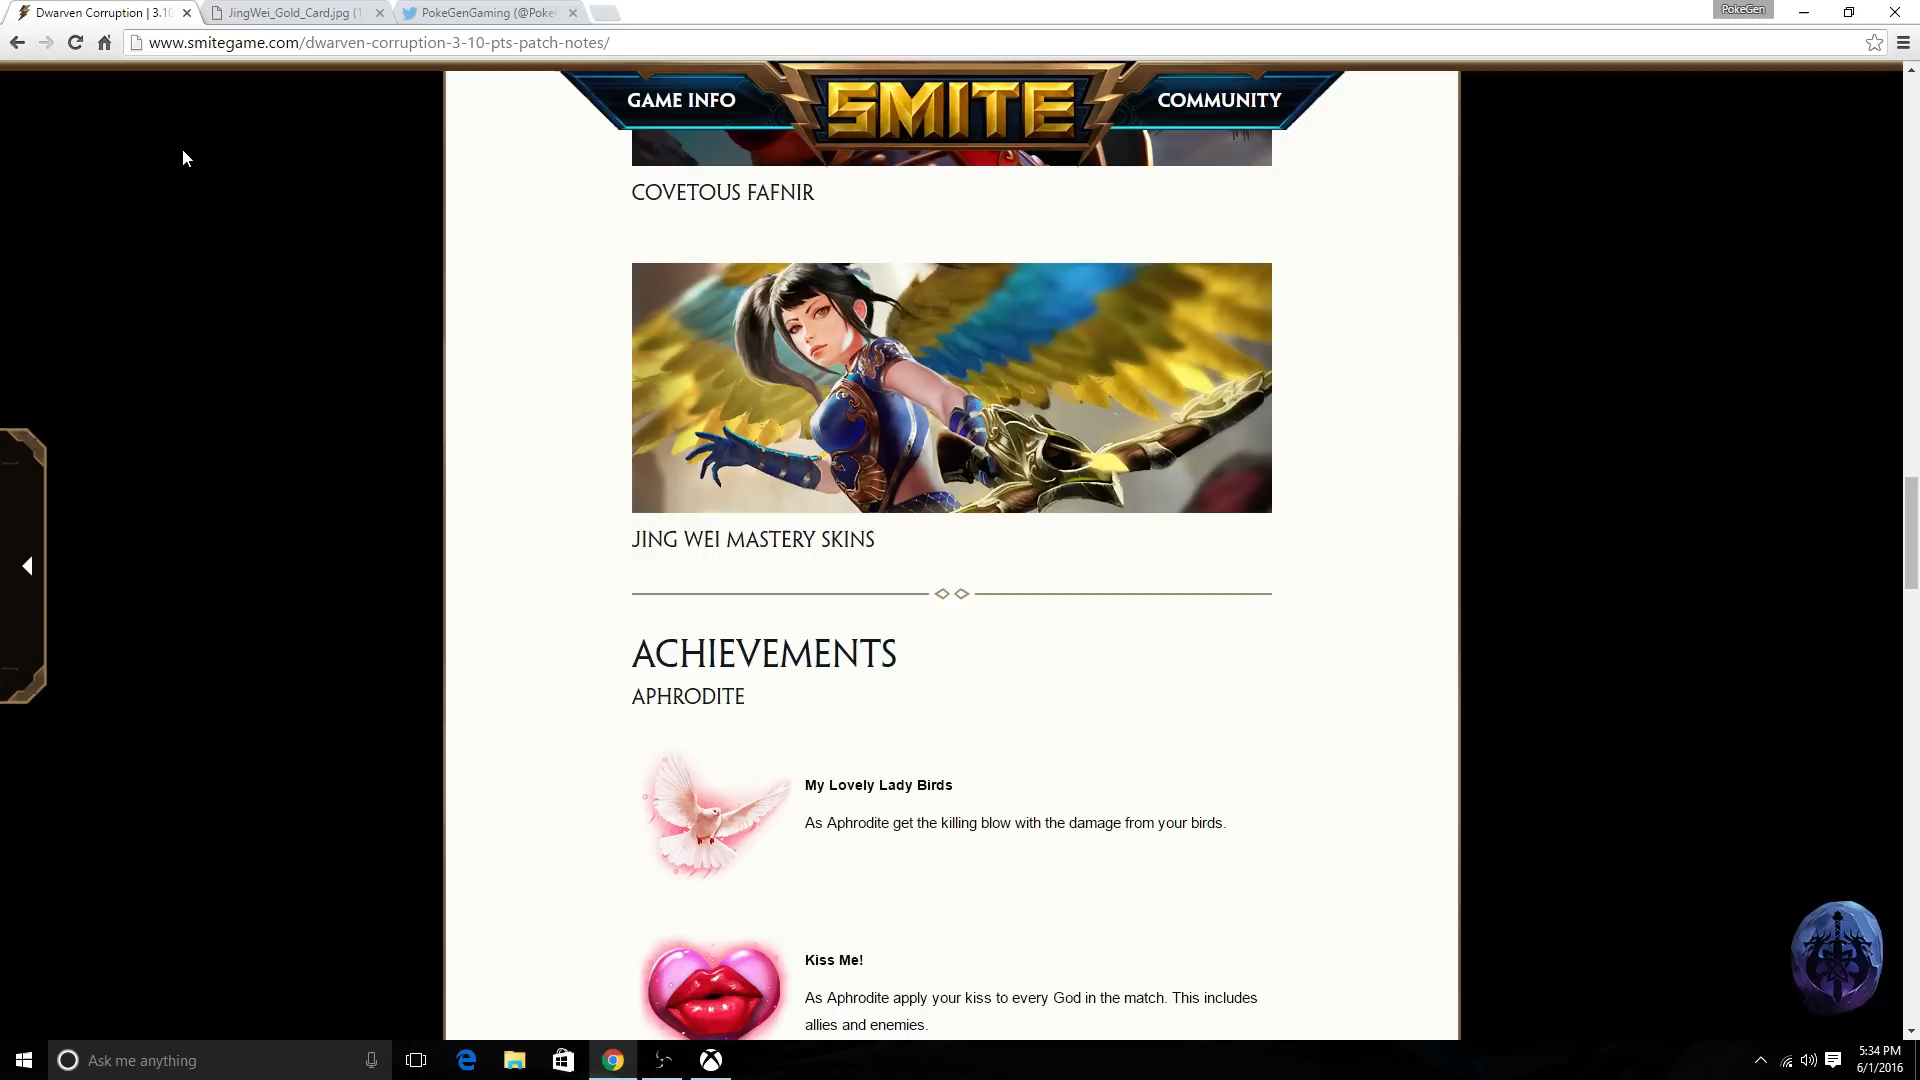 Dwarven Corruption | 3.10
JingWei_Gold_Card.jpg (1
PokeGenGaming (@Poke
PokeGen
www.smitegame.com/dwarven-corruption-3-10-pts-patch-notes/
GAME INFO
SMITE
COMMUNITY
COVETOUS FAFNIR
JING WEI MASTERY SKINS
ACHIEVEMENTS
APHRODITE
My Lovely Lady Birds
As Aphrodite get the killing blow with the damage from your birds.
Kiss Me!
As Aphrodite apply your kiss to every God in the match. This includes
allies and enemies.
Ask me anything
5:34 PM
6/1/2016